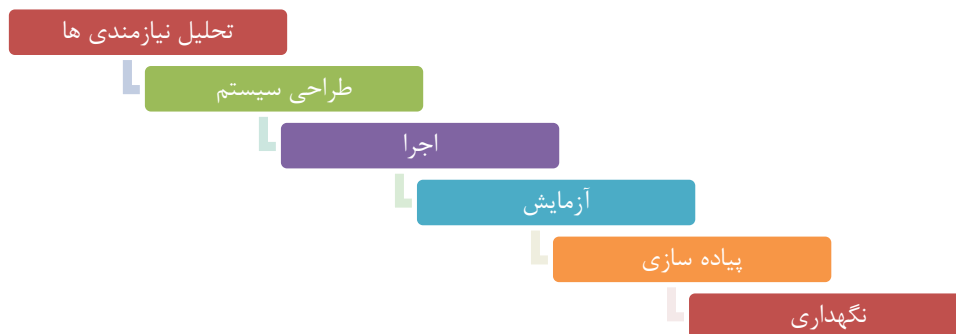 تحلیل نیازمندی ها
طراحی سیستم
اجرا
آزمایش
پیاده سازی
نگهداری